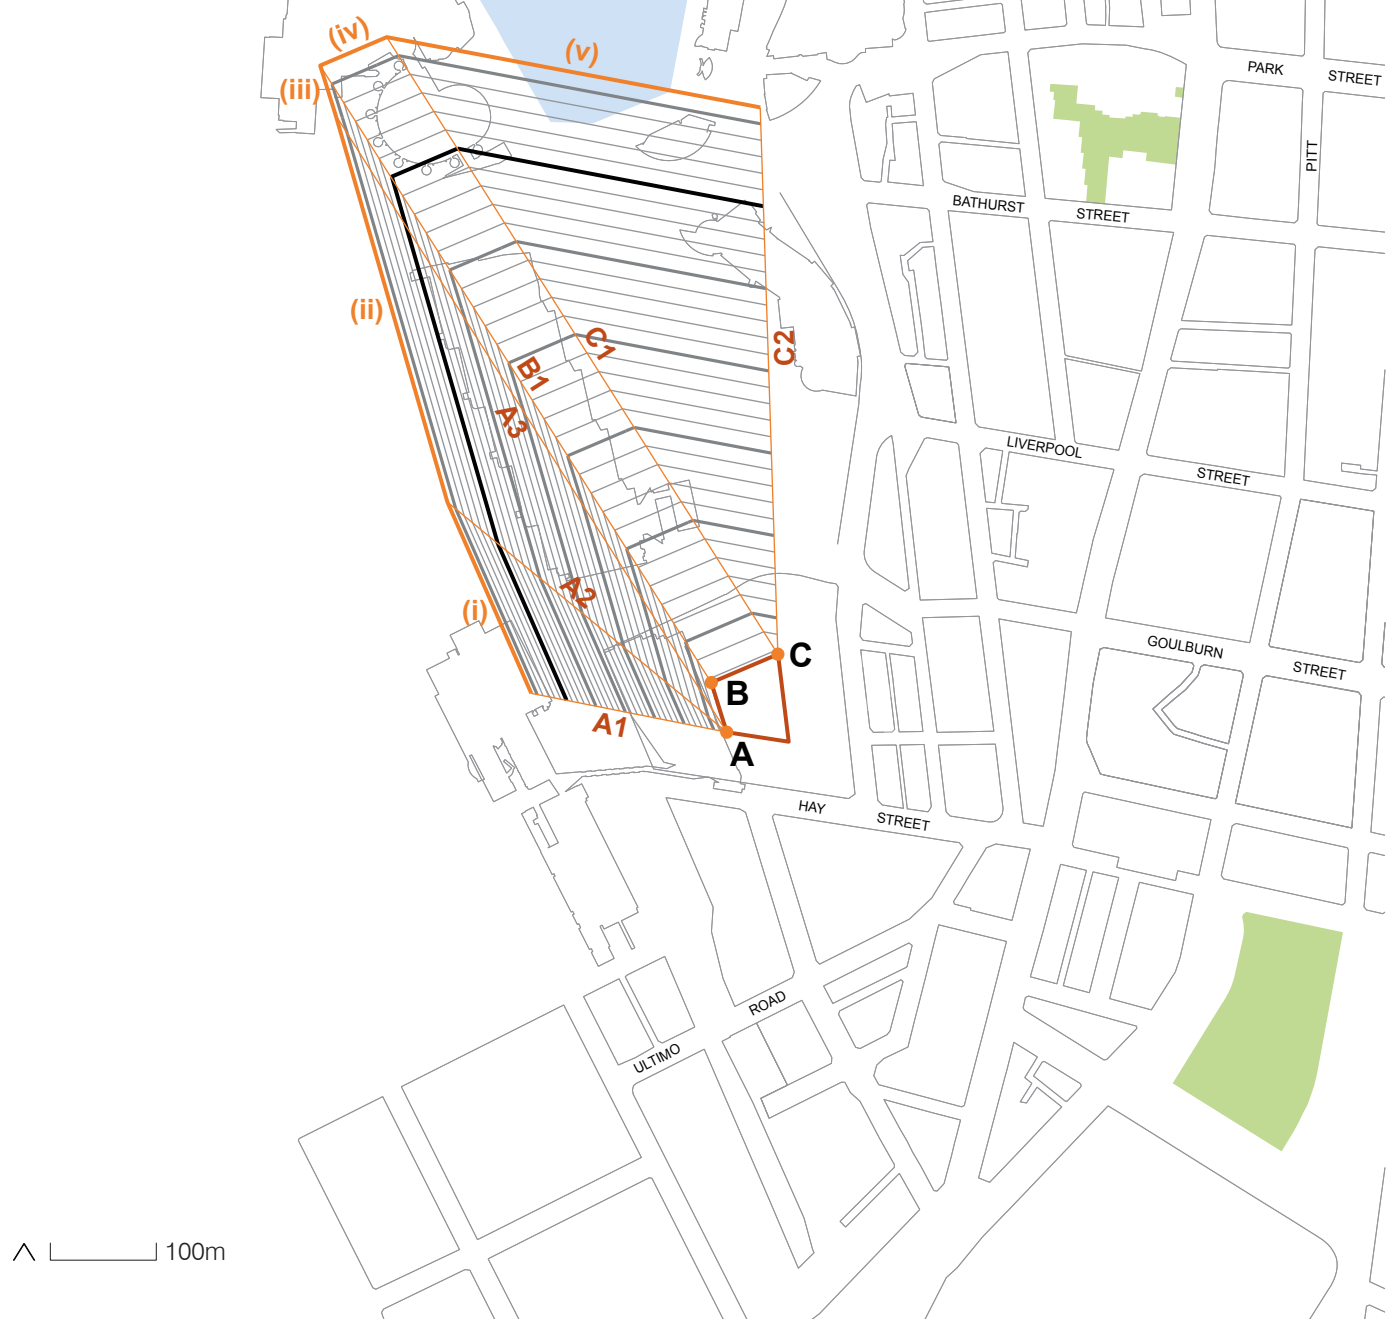 (iv)
(v)
PARK
STREET
(iii)
PITT
BATHURST
STREET
(ii)
C1
C2
B1
A3
LIVERPOOL
STREET
A2
(i)
GOULBURN
STREET
C
B
A1
A
HAY
STREET
ROAD
ULTIMO
100m